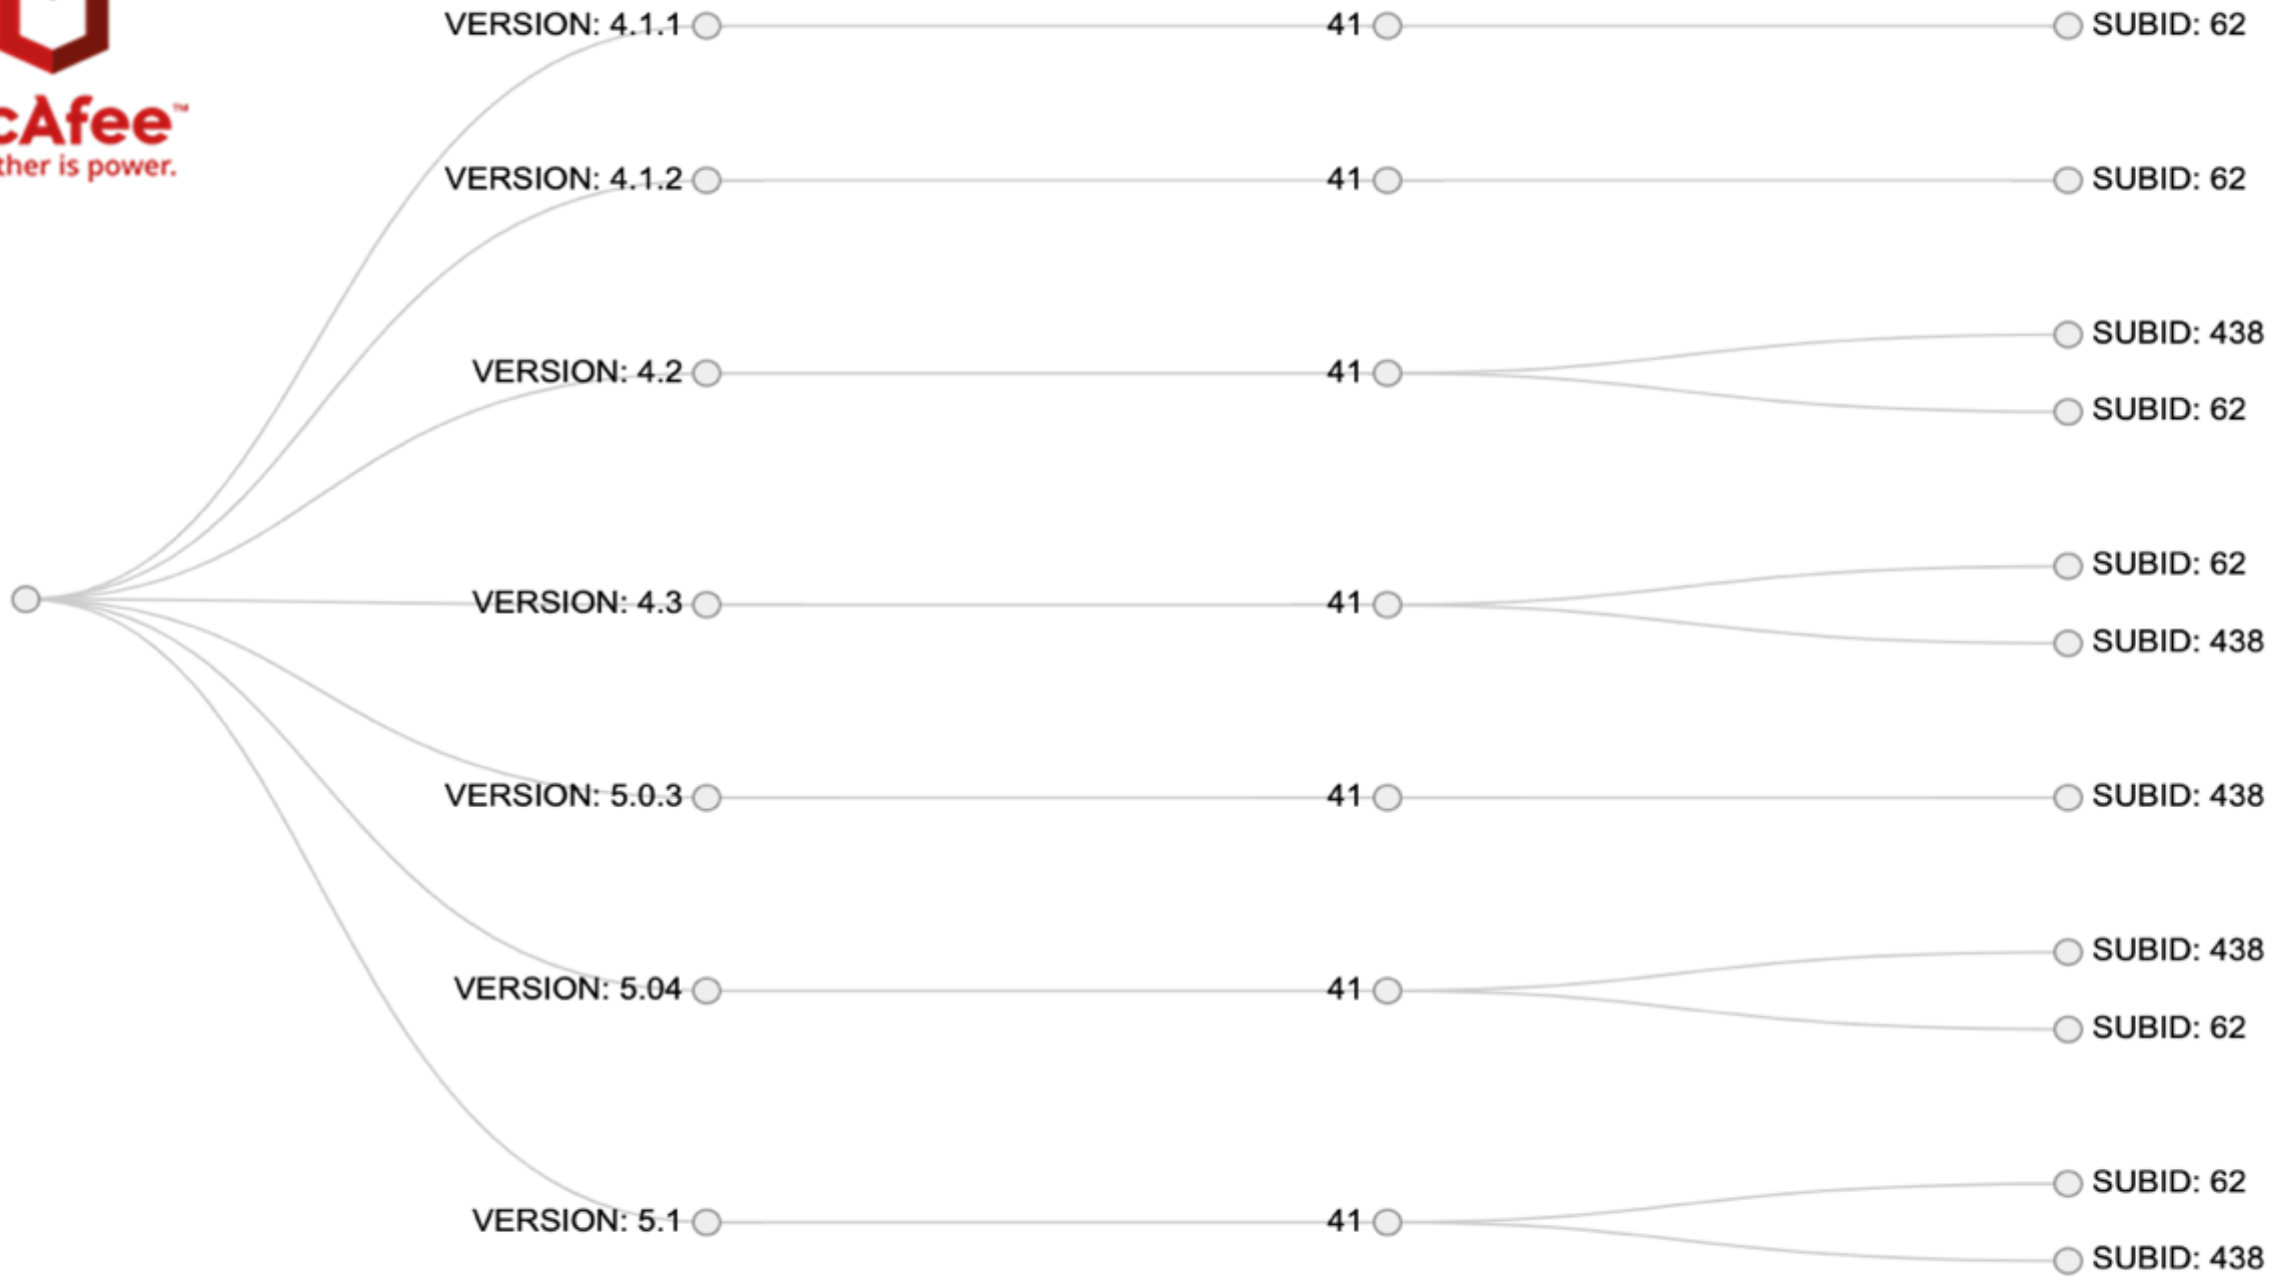 VERSION: 4.1.1 41 SUBID: 62
cAfee™
ther is power.
VERSION: 4.1.2 41 SUBID: 62
SUBID: 438
VERSION: 4.2 41
SUBID: 62
SUBID: 62
VERSION: 4.3 41
SUBID: 438
VERSION: 5.0.3 41 SUBID: 438
SUBID: 438
VERSION: 5.04 41
SUBID: 62
SUBID: 62
VERSION: 5.1 41
SUBID: 438